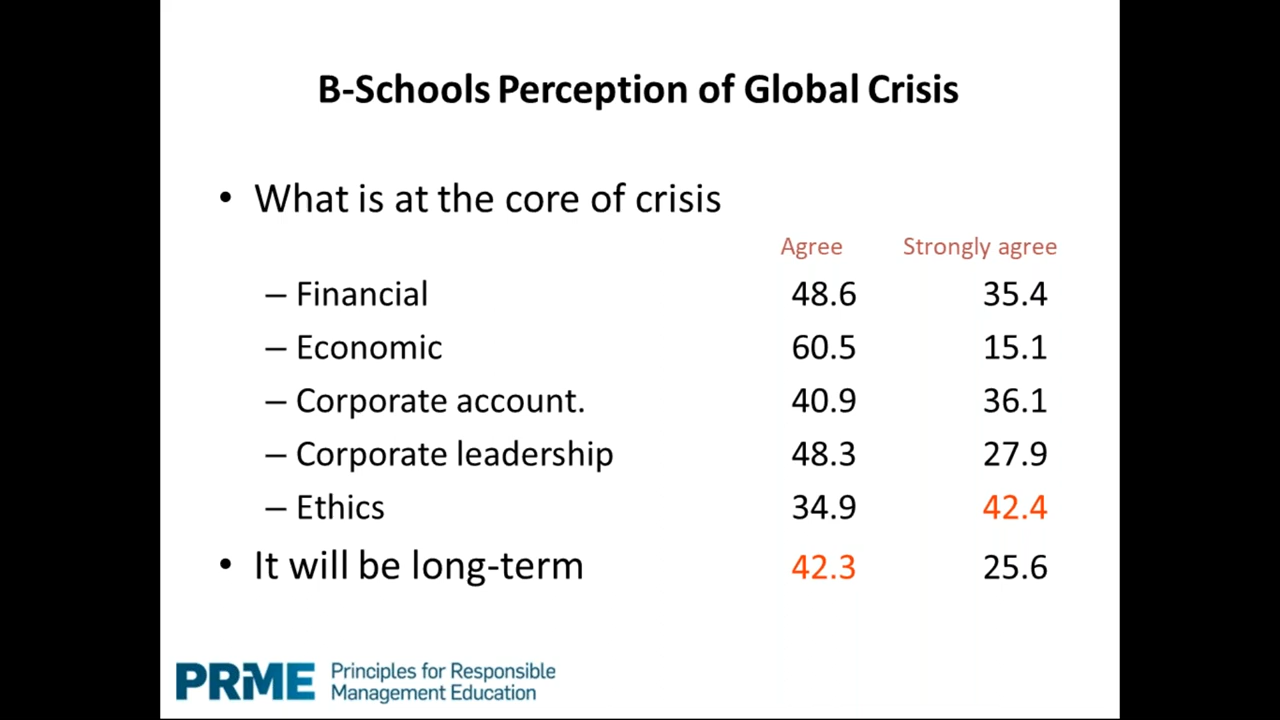 B-Schools Perception of Global Crisis
• What is at the core of crisis
Agree Strongly agree
– Financial 48.6 35.4
– Economic 60.5 15.1
– Corporate account. 40.9 36.1
– Corporate leadership 48.3 27.9
– Ethics 34.9 42.4
• It will be long-term 42.3 25.6
PRME Principles for Responsible
Management Education